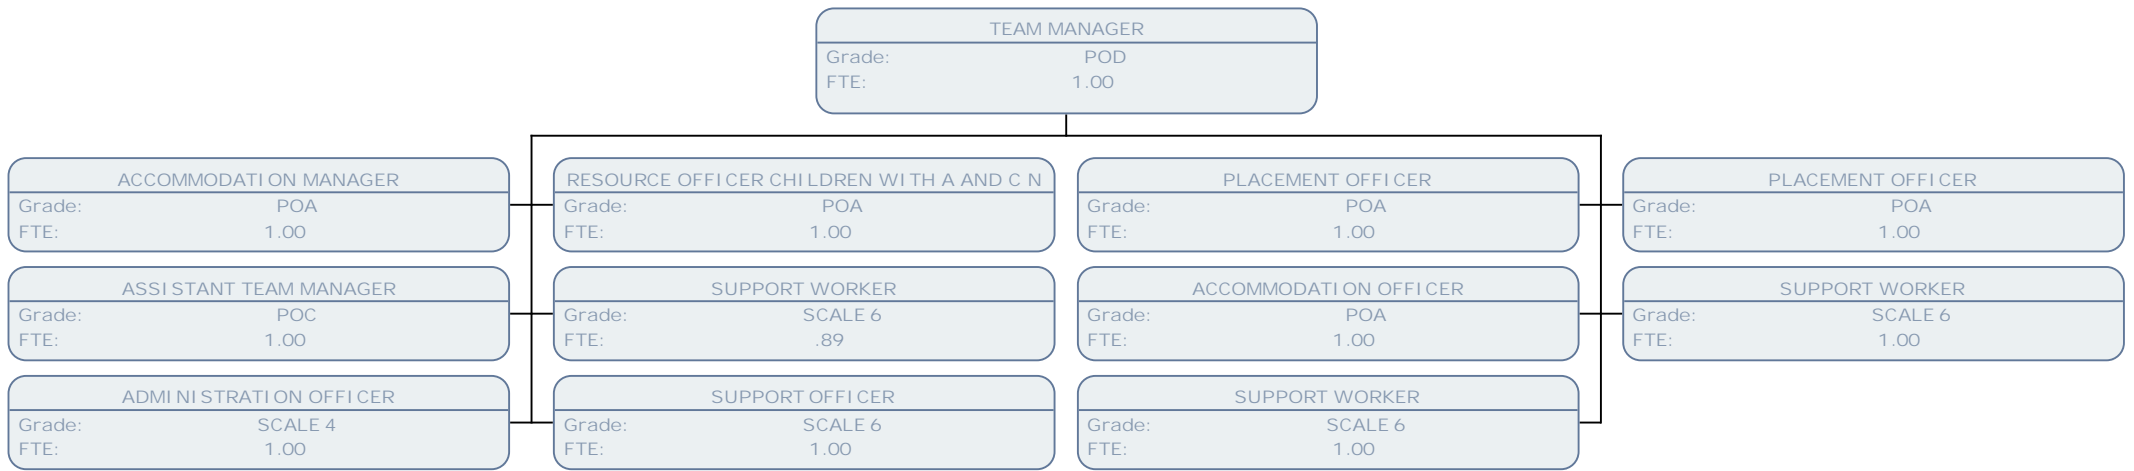 TEAM MANAGER
Grade: POD
FTE: 1.00
ACCOMMODATION MANAGER
Grade: POA
FTE: 1.00
RESOURCE OFFICER CHILDREN WITH A AND C N
Grade: POA
FTE: 1.00
PLACEMENT OFFICER
Grade: POA
FTE: 1.00
PLACEMENT OFFICER
Grade: POA
FTE: 1.00
ASSISTANT TEAM MANAGER
Grade: POC
FTE: 1.00
SUPPORT WORKER
Grade: SCALE 6
FTE: .89
ACCOMMODATION OFFICER
Grade: POA
FTE: 1.00
SUPPORT WORKER
Grade: SCALE 6
FTE: 1.00
ADMINISTRATION OFFICER
Grade: SCALE 4
FTE: 1.00
SUPPORT OFFICER
Grade: SCALE 6
FTE: 1.00
SUPPORT WORKER
Grade: SCALE 6
FTE: 1.00